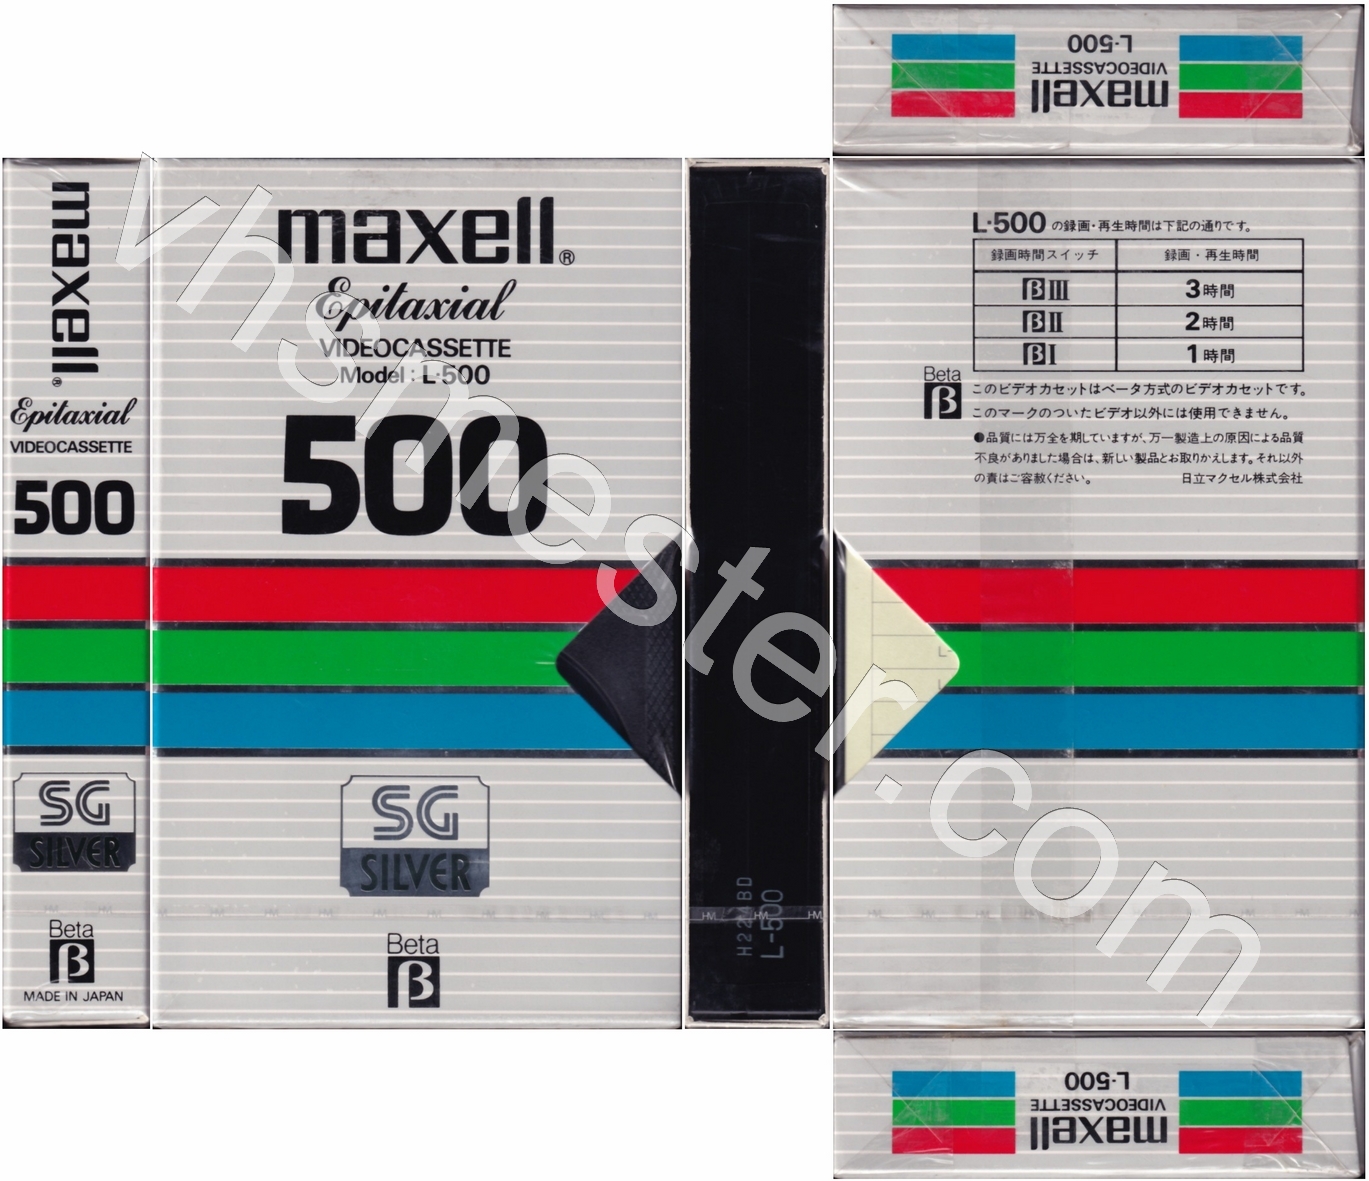 maxell
VIDEOCASSETTE
L·500
maxell®
Epitaxial
VIDEOCASSETTE
500
SG
SILVER
Beta
β
MADE IN JAPAN
maxell®
Epitaxial
VIDEOCASSETTE
Model : L·500
500
SG
SILVER
Beta
β
HM HM HM
L-500
L·500 の録画・再生時間は下記の通りです。
録画時間スイッチ 録画・再生時間
βIII 3時間
βII 2時間
βI 1時間
Beta
β
このビデオカセットはベータ方式のビデオカセットです。
このマークのついたビデオ以外には使用できません。
●品質には万全を期していますが、万一製造上の原因による品質
不良がありました場合は、新しい製品とお取りかえします。それ以外
の責はご容赦ください。 日立マクセル株式会社
maxell
VIDEOCASSETTE
L·500
vhsmester.com